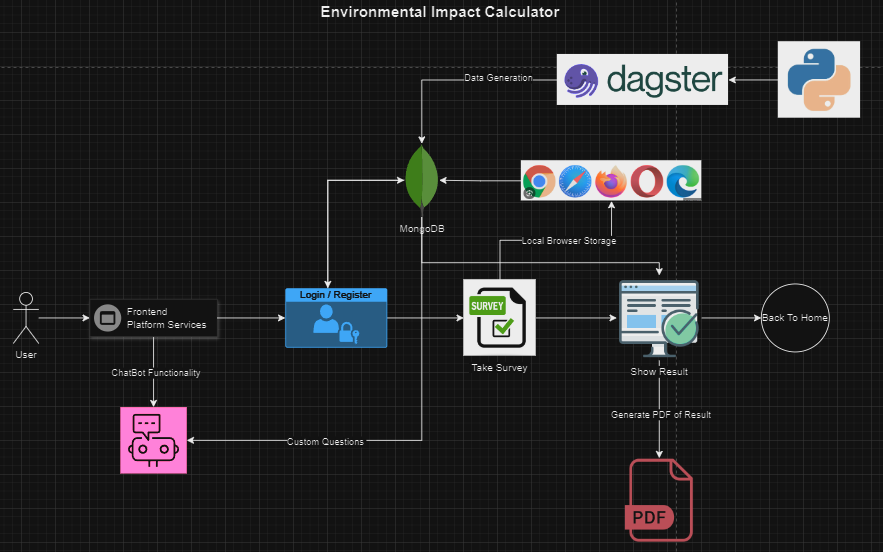 Environmental Impact Calculator
Data Generation
dagster
MongoDB
Local Browser Storage
Login / Register
SURVEY
Frontend
Platform Services
Back To Home
User
Take Survey
Show Result
ChatBot Functionality
Generate PDF of Result
Custom Questions
PDF